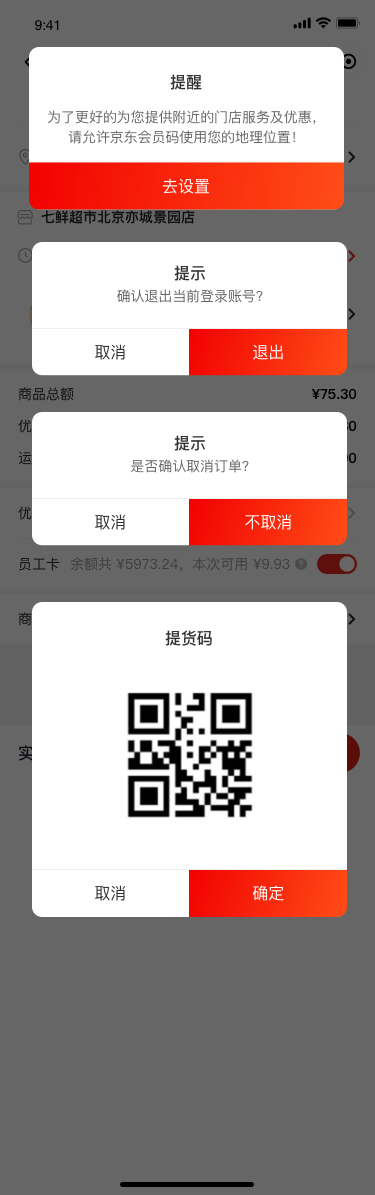 9:41
提醒
为了更好的为您提供附近的门店服务及优惠，
请允许京东会员码使用您的地理位置！
去设置
七鲜超市北京亦城景园店
提示
确认退出当前登录账号？
取消 退出
商品总额 ¥75.30
优
提示
运
是否确认取消订单？
优
取消 不取消
员工卡 余额共 ¥5973.24，本次可用 ¥9.93
商
提货码
实
取消 确定